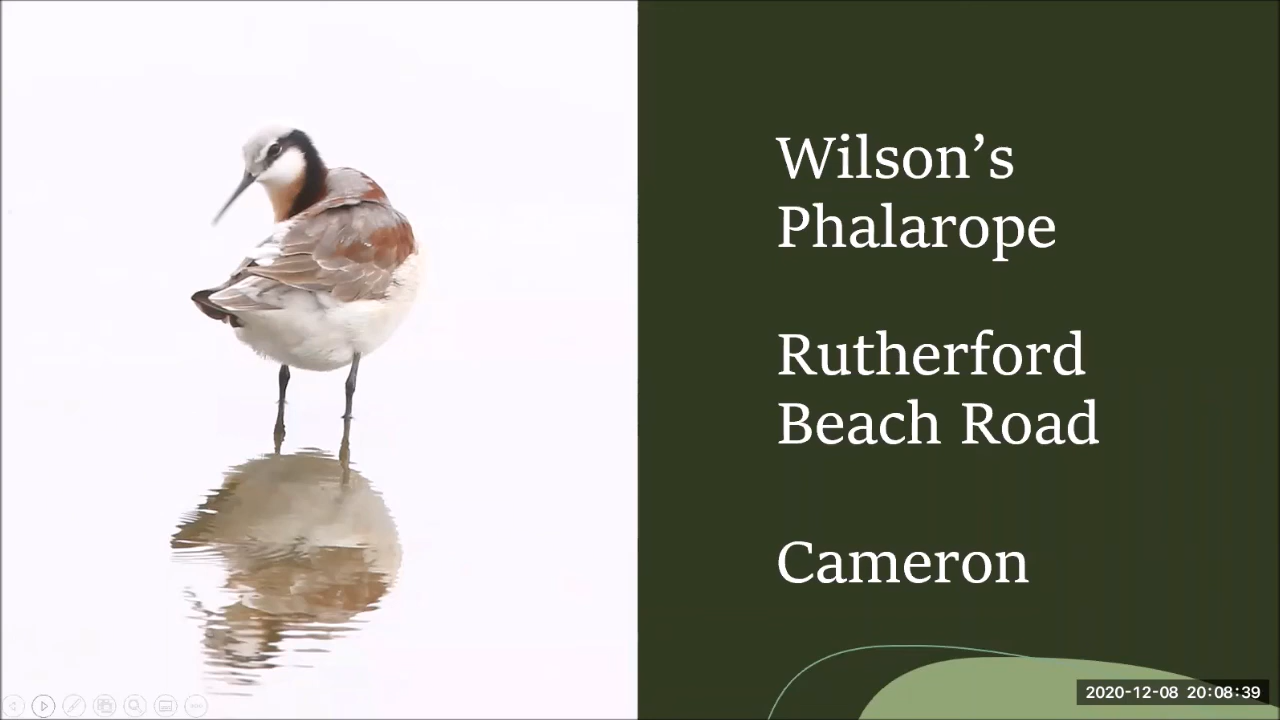 Wilson’s
Phalarope
Rutherford
Beach Road
Cameron
2020-12-08 20:08:39